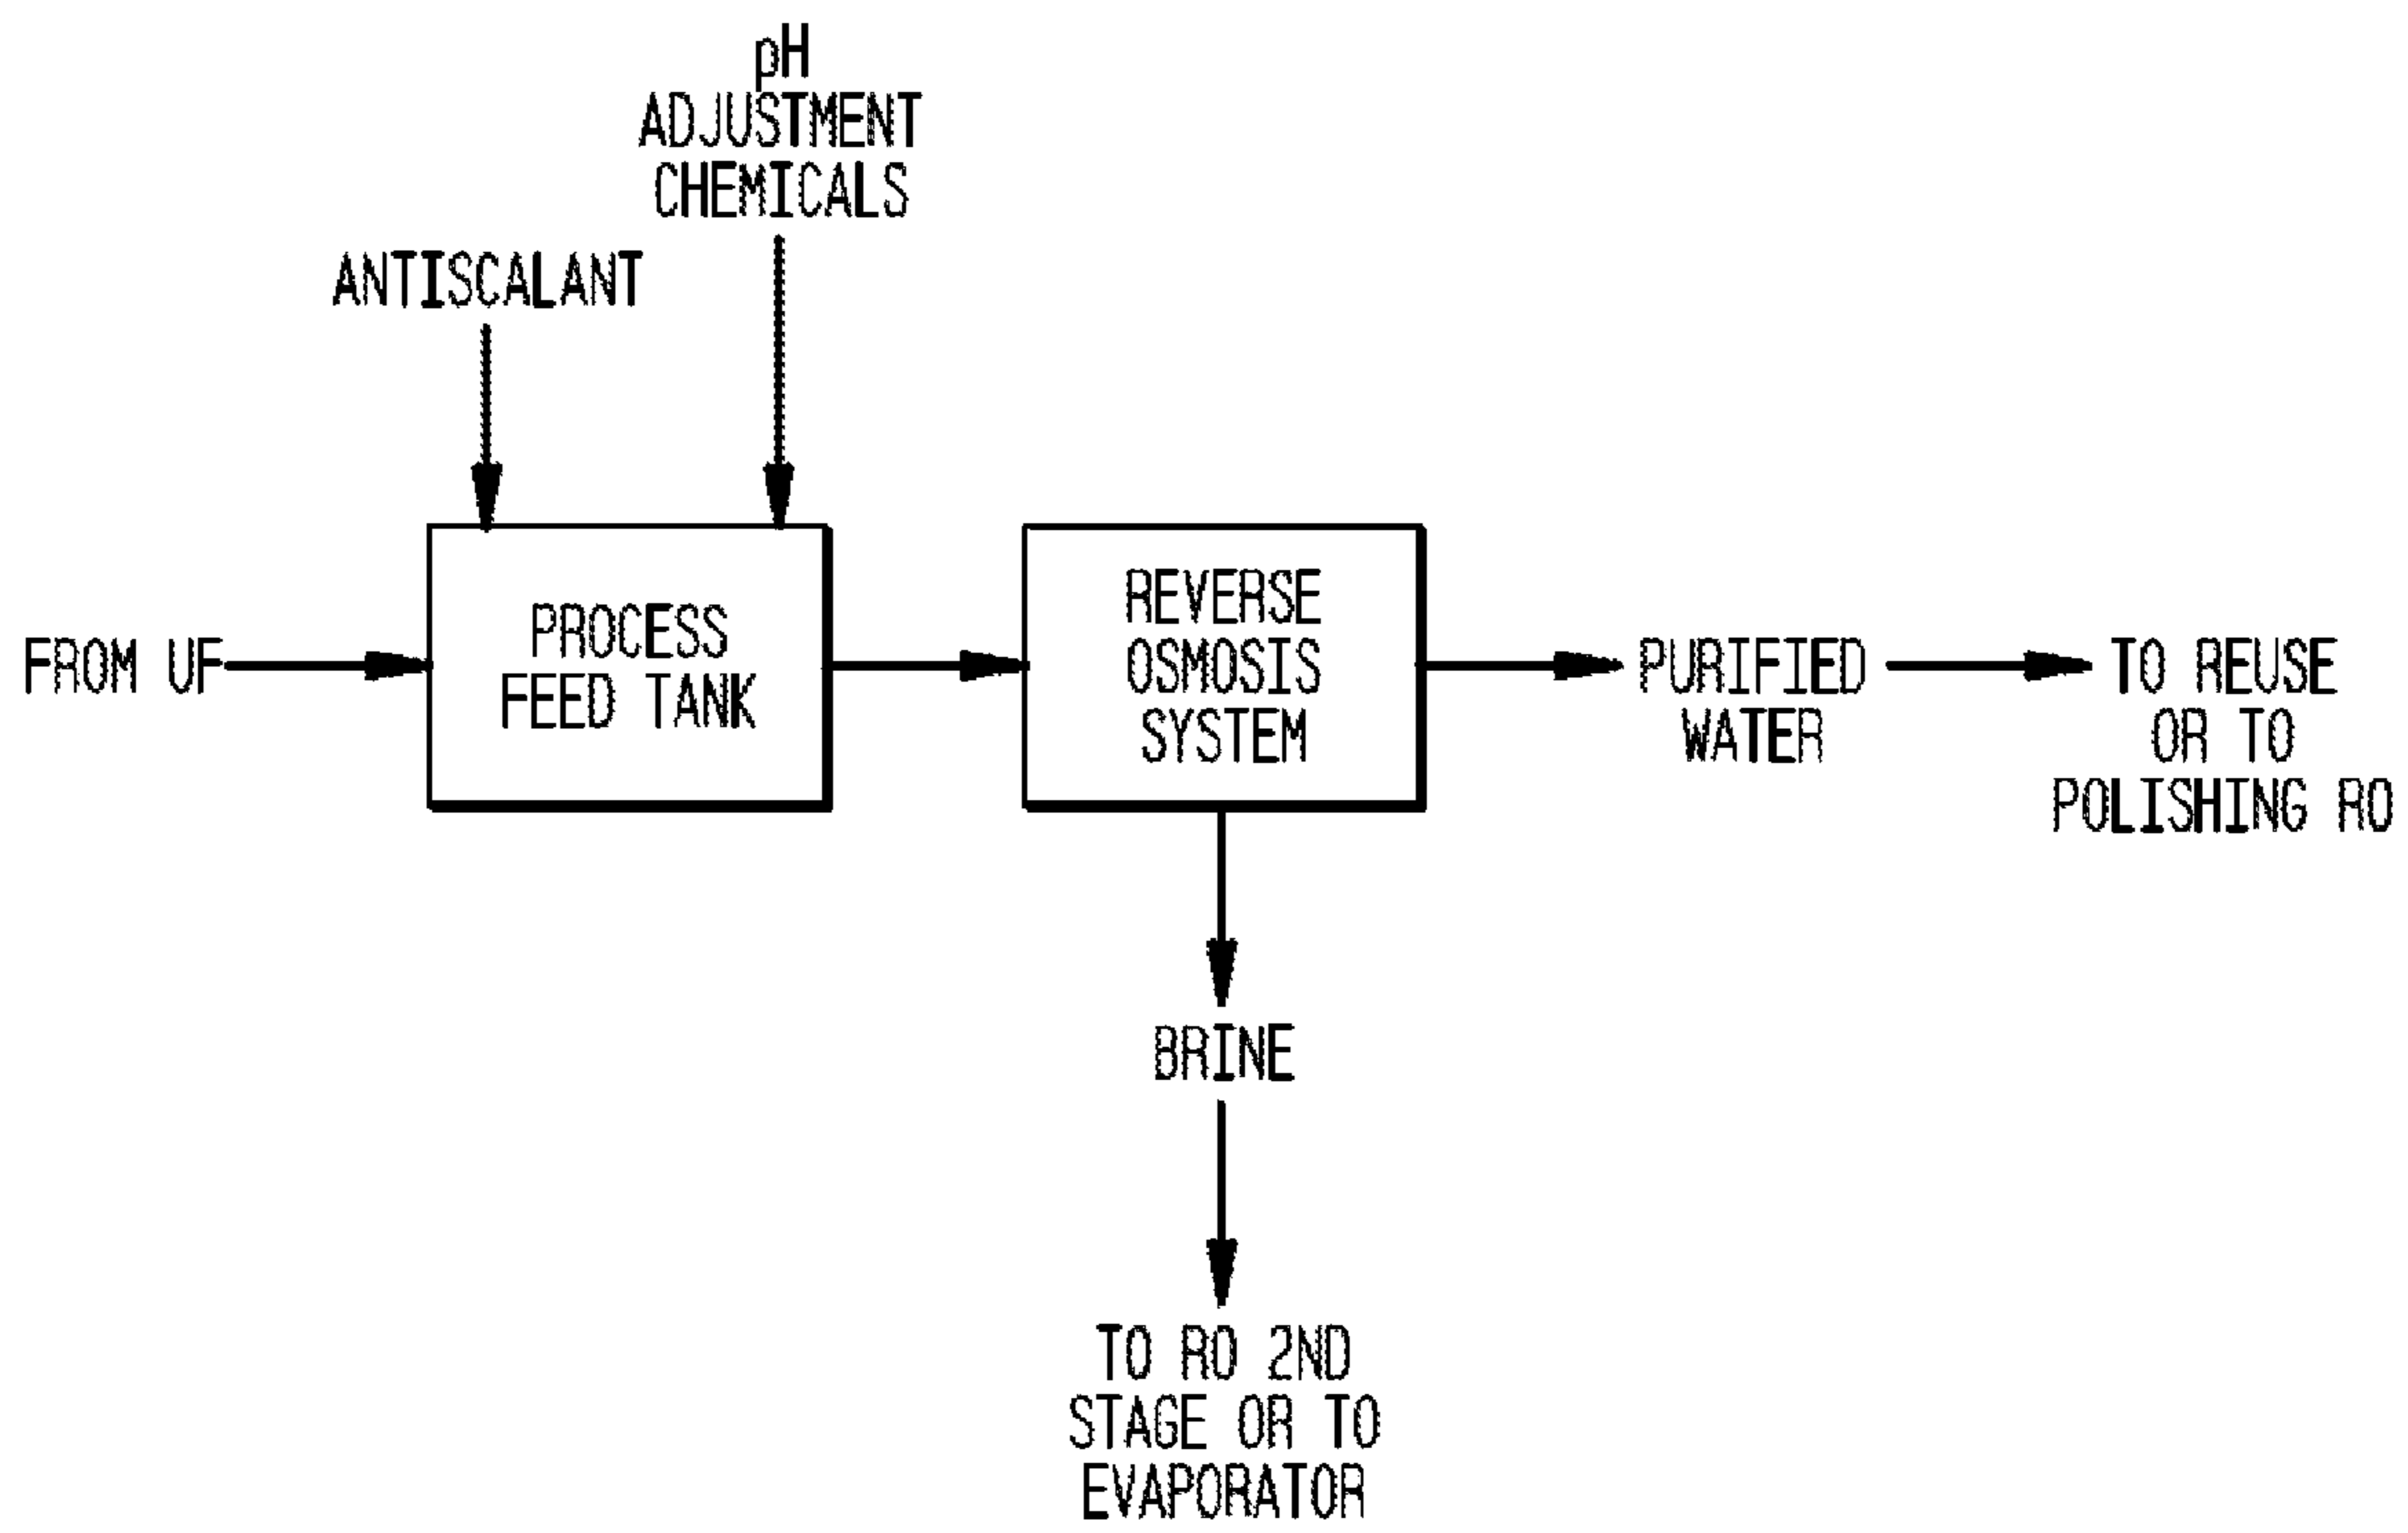 pH
ADJUSTMENT
CHEMICALS
ANTISCALANT
FROM UF
PROCESS
FEED TANK
REVERSE
OSMOSIS
SYSTEM
PURIFIED
WATER
TO REUSE
OR TO
POLISHING RO
BRINE
TO RO 2ND
STAGE OR TO
EVAPORATOR